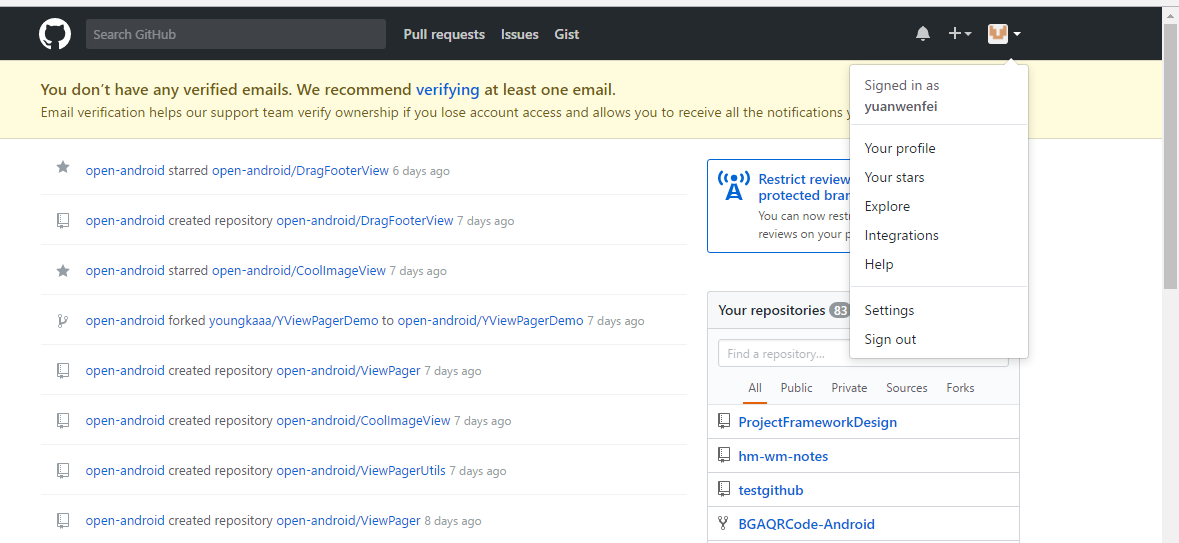 Search GitHub
Pull requests
Issues
Gist
You don't have any verified emails. We recommend verifying at least one email.
Email verification helps our support team verify ownership if you lose account access and allows you to receive all the notifications
Signed in as
yuanwenfei
Your profile
Your stars
Explore
Integrations
Help
Settings
Sign out
open-android starred open-android/DragFooterView 6 days ago
open-android created repository open-android/DragFooterView 7 days ago
open-android starred open-android/CoolImageView 7 days ago
open-android forked youngkaaa/YViewPagerDemo to open-android/YViewPagerDemo 7 days ago
open-android created repository open-android/ViewPager 7 days ago
open-android created repository open-android/CoolImageView 7 days ago
open-android created repository open-android/ViewPagerUtils 7 days ago
open-android created repository open-android/ViewPager 8 days ago
Restrict review
protected
You can now
reviews on your
Your repositories 83
Find a repository...
All Public Private Sources Forks
ProjectFrameworkDesign
hm-wm-notes
testgithub
BGAQRCode-Android